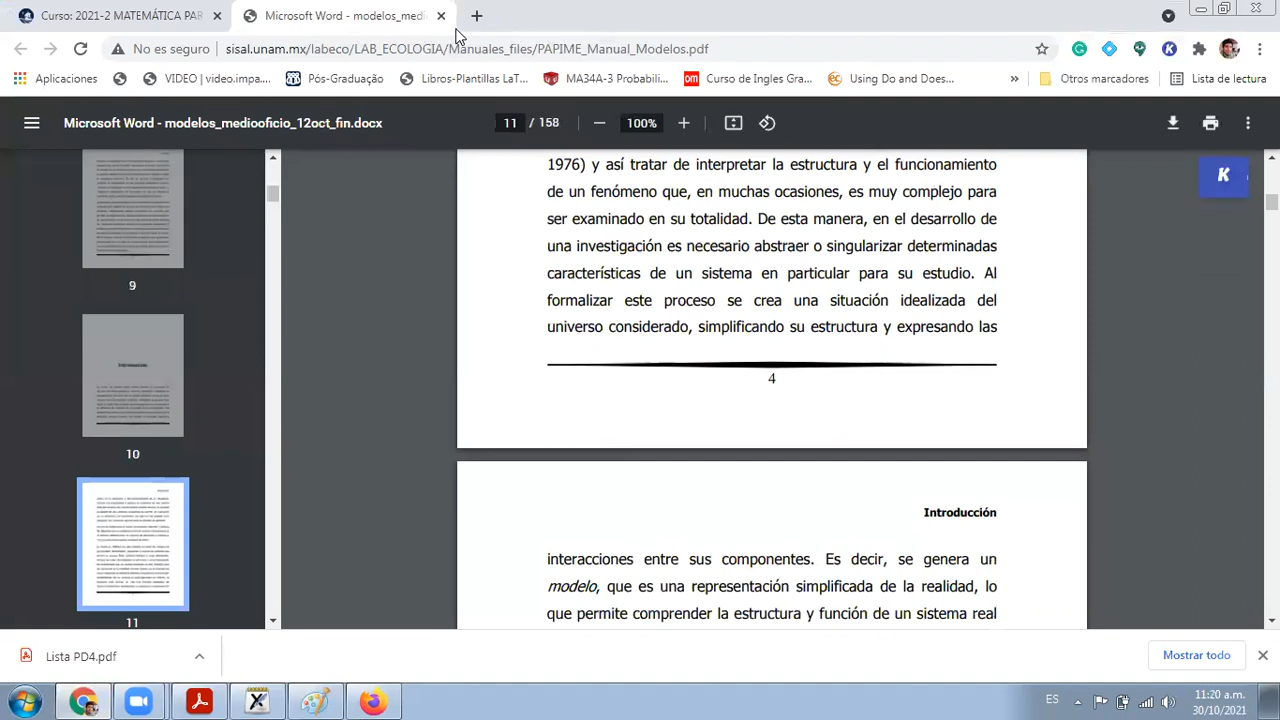 Curso: 2021-2 MATEMÁTICA PAR
Microsoft Word - modelos_medi
No es seguro
sisal.unam.mx/labeco/LAB_ECOLOGIA/Manuales_files/PAPIME_Manual_Modelos.pdf
Aplicaciones
VIDEO | video.impa...
Pós-Graduação
Libros Plantillas LaT...
MA34A-3 Probabili...
om
Curso de Ingles Gra...
Using Do and Does...
»
Otros marcadores
Lista de lectura
Microsoft Word - modelos_mediooficio_12oct_fin.docx
11 / 158
100%
K
1976) y así tratar de interpretar la estructura y el funcionamiento
de un fenómeno que, en muchas ocasiones, es muy complejo para
ser examinado en su totalidad. De esta manera, en el desarrollo de
una investigación es necesario abstraer o singularizar determinadas
características de un sistema en particular para su estudio. Al
formalizar este proceso se crea una situación idealizada del
universo considerado, simplificando su estructura y expresando las
4
Introducción
interacciones entre sus componentes. Es decir, se genera un
modelo, que es una representación simplificada de la realidad, lo
que permite comprender la estructura y función de un sistema real
9
Introducción
10
11
Lista PD4.pdf
Mostrar todo
ES
11:20 a.m.
30/10/2021